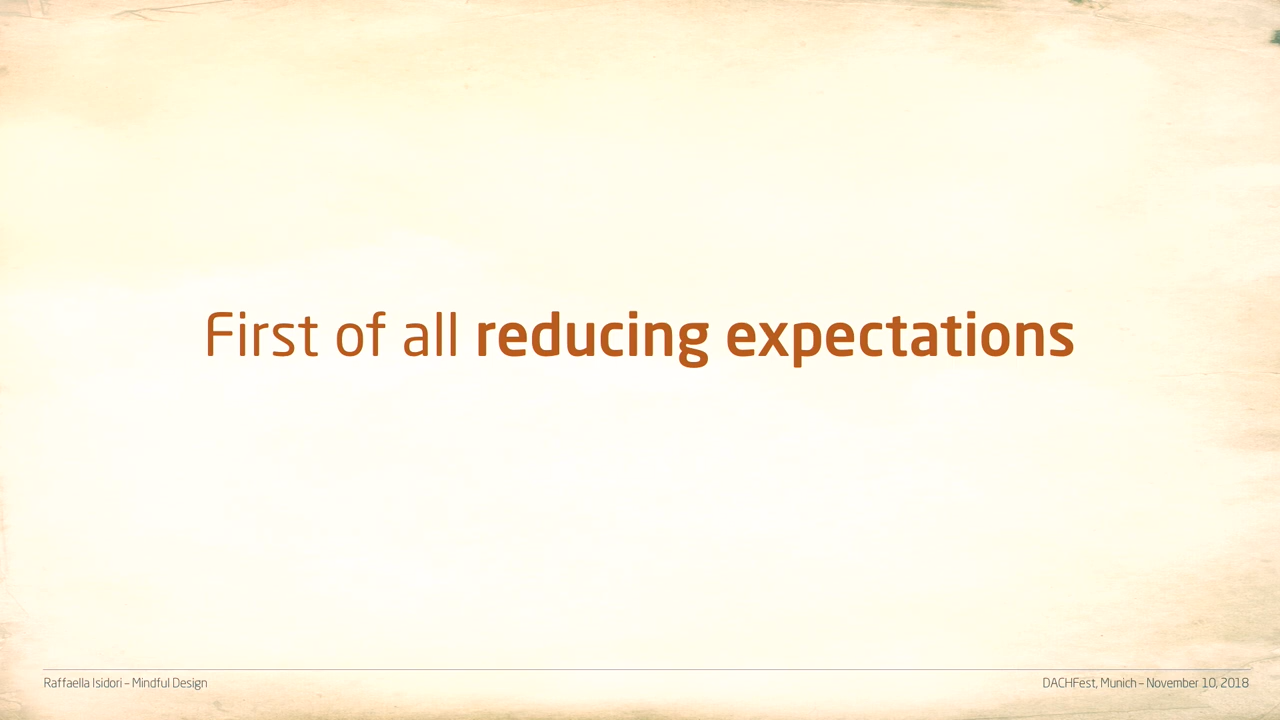 First of all reducing expectations
Raffaella Isidori – Mindful Design
DACHFest, Munich – November 10, 2018